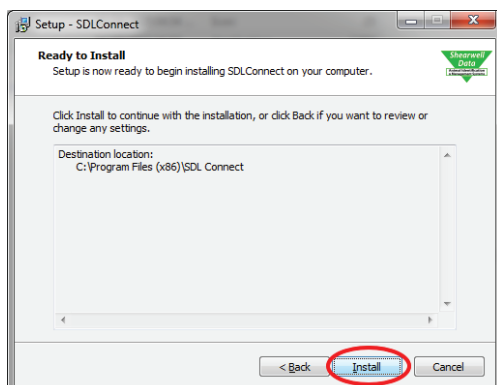 Setup - SDLConnect
Ready to Install
Setup is now ready to begin installing SDLConnect on your computer.
Shearwell
Data
Click Install to continue with the installation, or click Back if you want to review or
change any settings.
Destination location:
C:\Program Files (x86)\SDL Connect
< Back
Install
Cancel